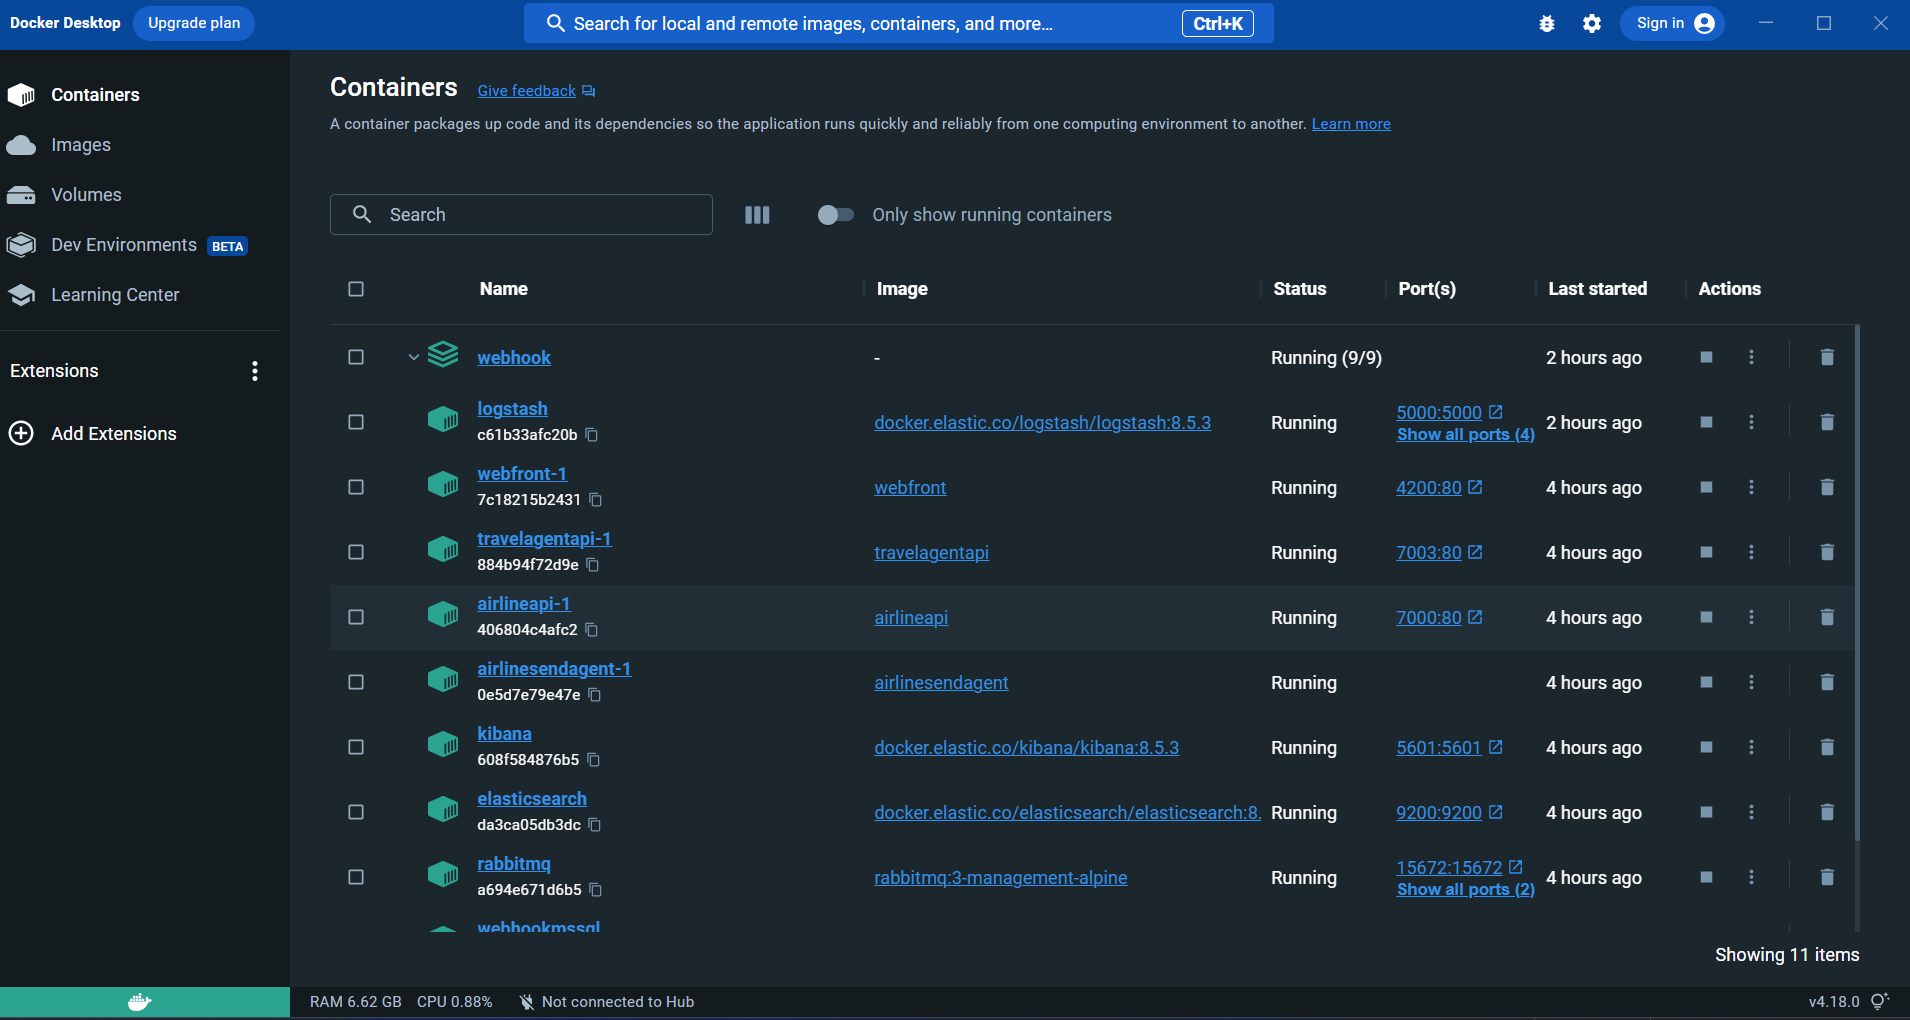 Docker Desktop Upgrade plan Search for local and remote images, containers, and more... Ctrl+K Sign in
Containers
Images
Volumes
Dev Environments BETA
Learning Center
Extensions
Add Extensions
Containers Give feedback
A container packages up code and its dependencies so the application runs quickly and reliably from one computing environment to another. Learn more
Search Only show running containers
Name Image Status Port(s) Last started Actions
webhook - Running (9/9) 2 hours ago
logstash
c61b33afc20b
docker.elastic.co/logstash/logstash:8.5.3 Running
5000:5000
Show all ports (4)
2 hours ago
webfront-1
7c18215b2431
webfront Running 4200:80 4 hours ago
travelagentapi-1
884b94f72d9e
travelagentapi Running 7003:80 4 hours ago
airlineapi-1
406804c4afc2
airlineapi Running 7000:80 4 hours ago
airlinesendagent-1
0e5d7e79e47e
airlinesendagent Running 4 hours ago
kibana
608f584876b5
docker.elastic.co/kibana/kibana:8.5.3 Running 5601:5601 4 hours ago
elasticsearch
da3ca05db3dc
docker.elastic.co/elasticsearch/elasticsearch:8. Running 9200:9200 4 hours ago
rabbitmq
a694e671d6b5
rabbitmq:3-management-alpine Running
15672:15672
Show all ports (2)
4 hours ago
webhookmssql
Showing 11 items
RAM 6.62 GB CPU 0.88% Not connected to Hub v4.18.0